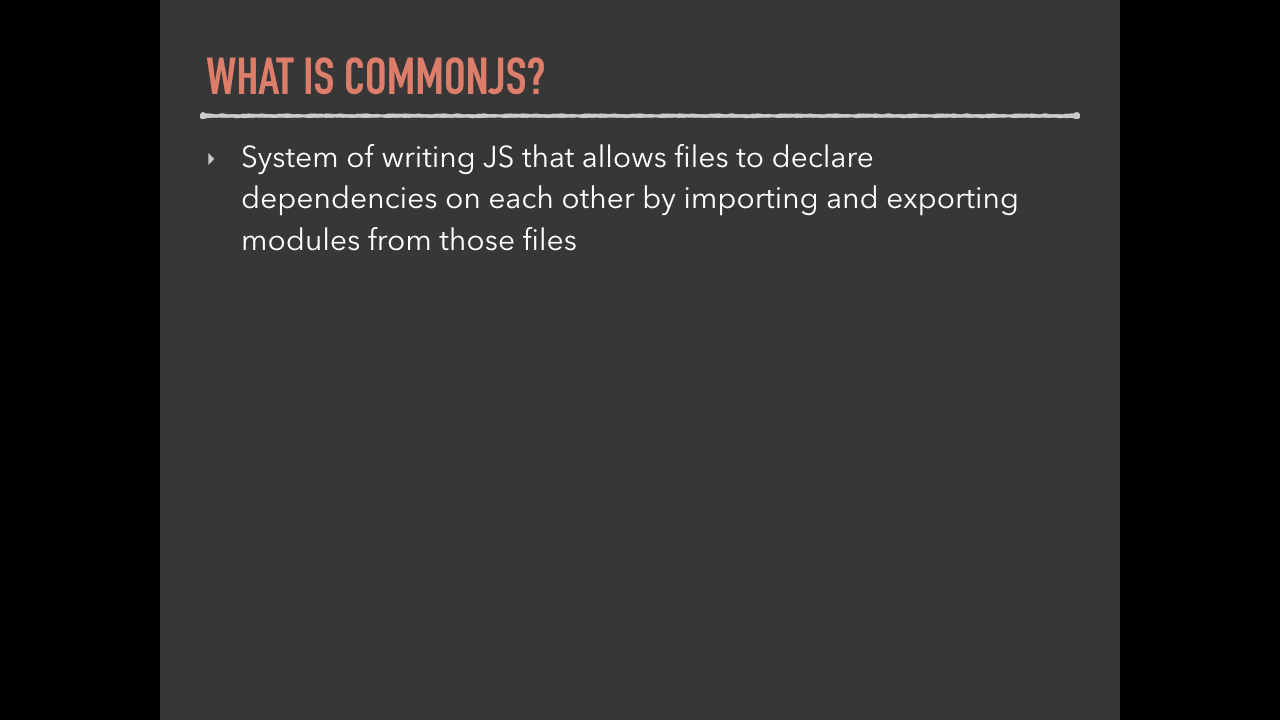 WHAT IS COMMONJS?
‣ System of writing JS that allows files to declare
dependencies on each other by importing and exporting
modules from those files